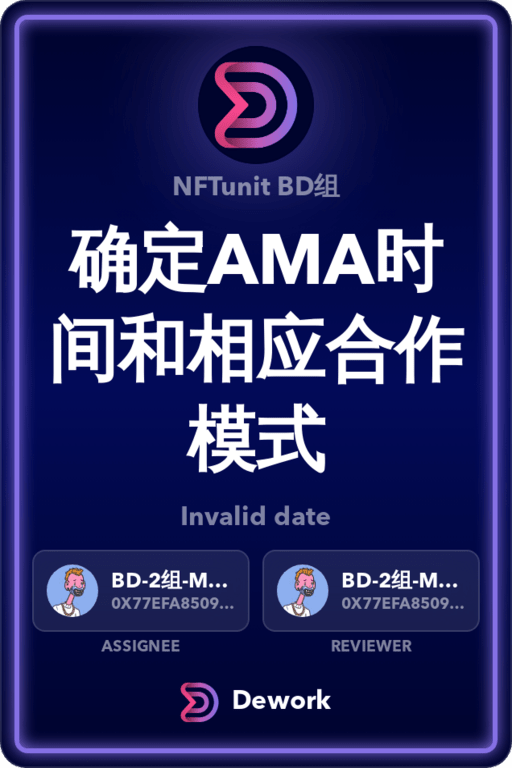 NFTunit BD组
确定AMA时
间和相应合作
模式
Invalid date
BD-2组-M...
0X77EFA8509...
ASSIGNEE
BD-2组-M...
0X77EFA8509...
REVIEWER
Dework